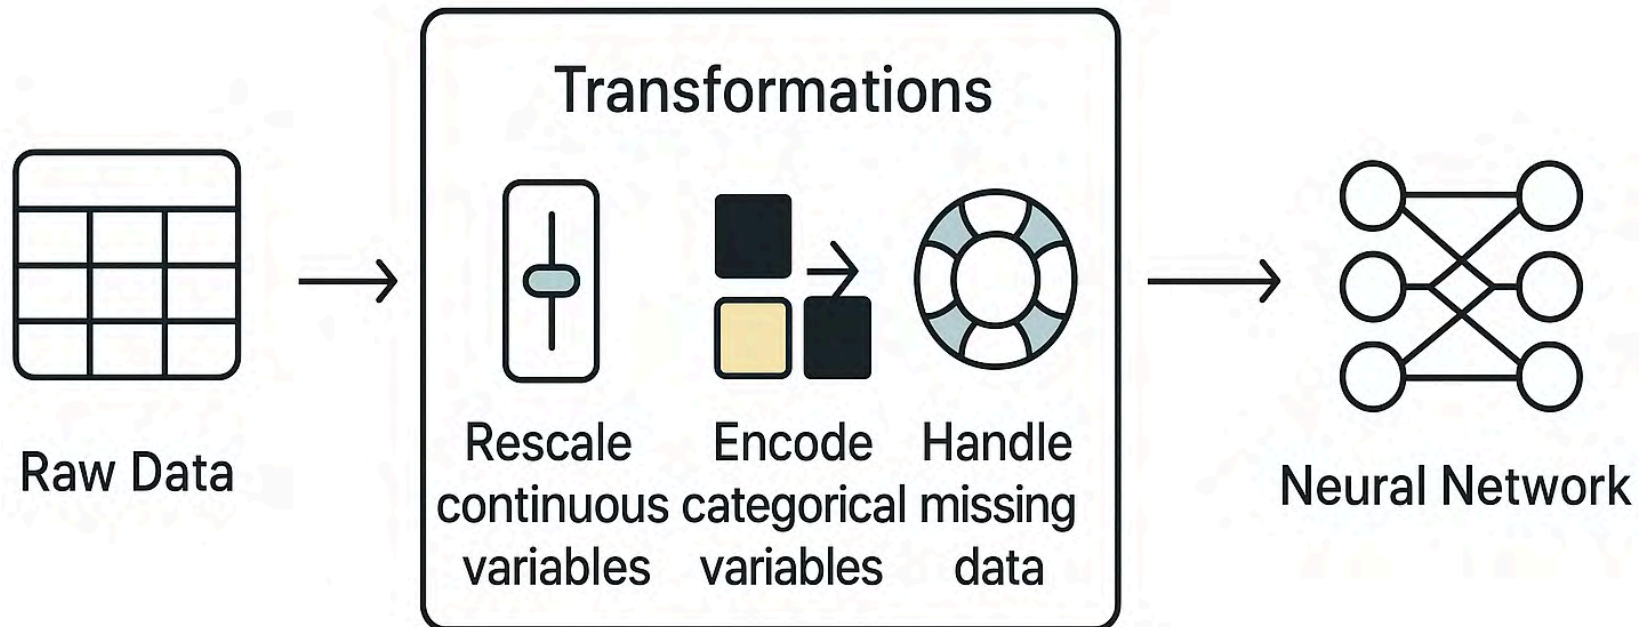 Transformations
Raw Data
Rescale
continuous
variables
Encode
categorical
variables
Handle
missing
data
Neural Network